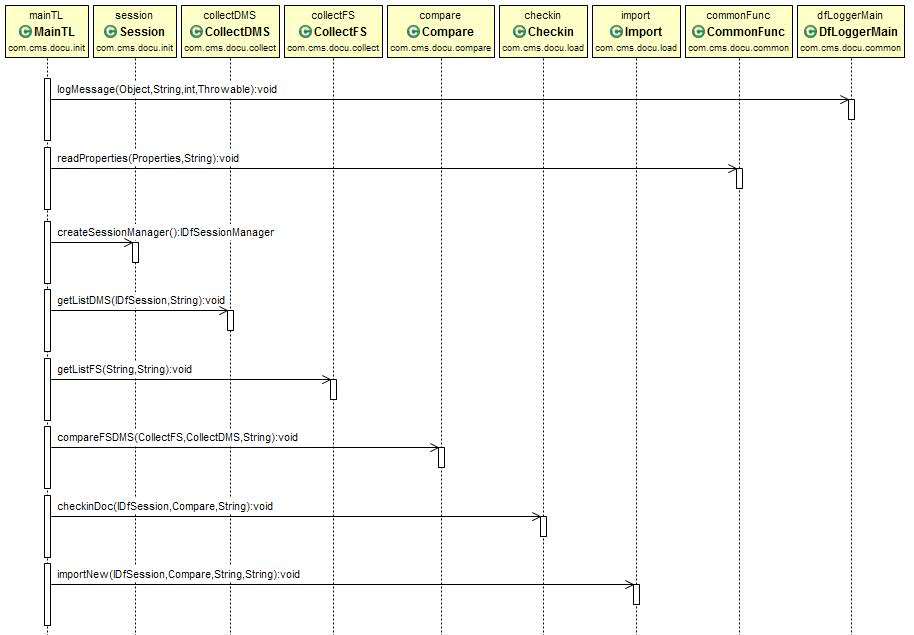 mainTL session collectDMS collectFS compare checkin import commonFunc dfLoggerMain
C MainTL C Session C CollectDMS C CollectFS C Compare C Checkin C Import C CommonFunc C DfLoggerMain
com.cms.docu.init com.cms.docu.init com.cms.docu.collect com.cms.docu.collect com.cms.docu.compare com.cms.docu.load com.cms.docu.load com.cms.docu.common com.cms.docu.common
logMessage(Object,String,int,Throwable):void
readProperties(Properties,String):void
createSessionManager():IDfSessionManager
getListDMS(IDfSession,String):void
getListFS(String,String):void
compareFSDMS(CollectFS,CollectDMS,String):void
checkinDoc(IDfSession,Compare,String):void
importNew(IDfSession,Compare,String,String):void